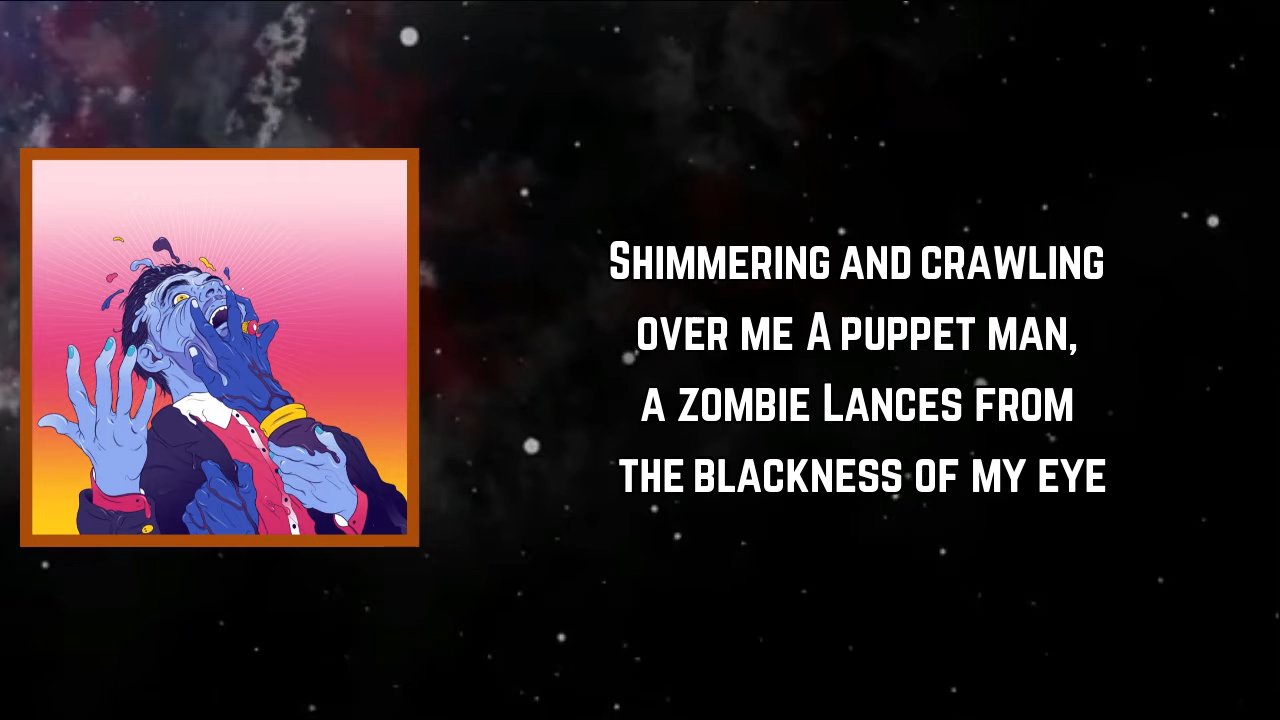 Shimmering and crawling
over me A puppet man,
a zombie Lances from
the blackness of my eye